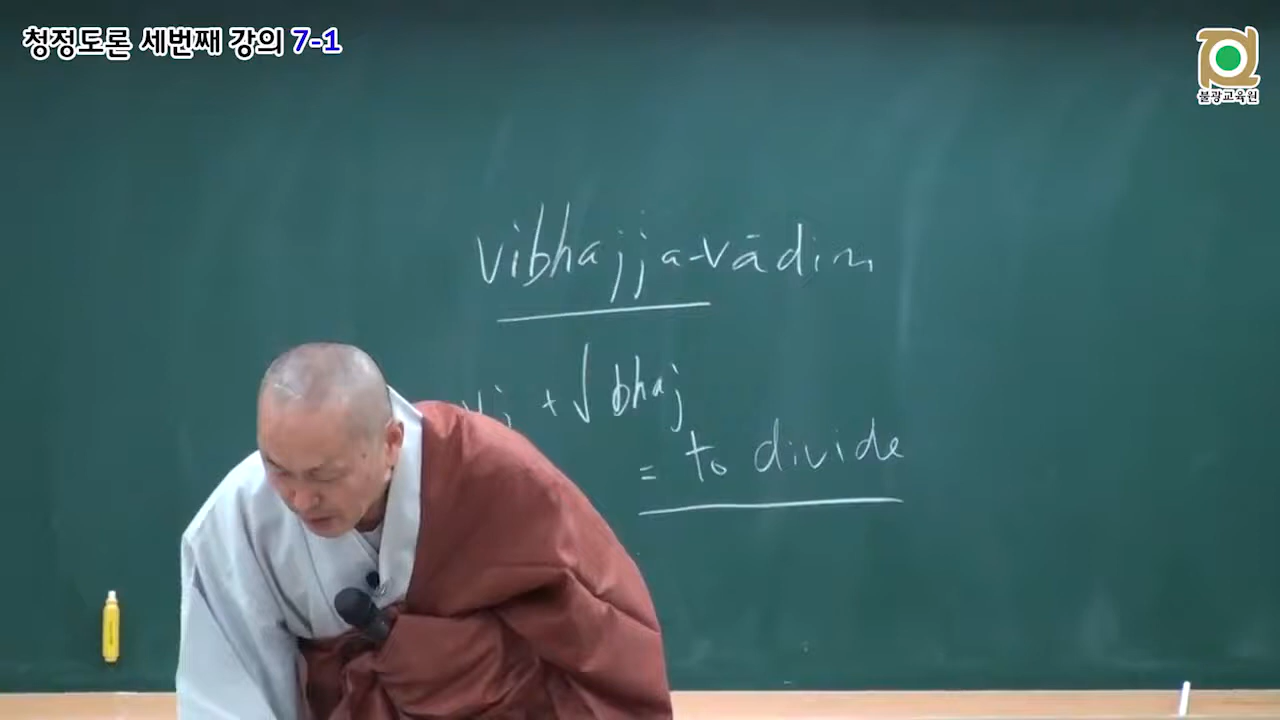 청정도론 세번째 강의 7-1
불광교육원
vibhajja-vādin
vi + √bhaj
= to divide